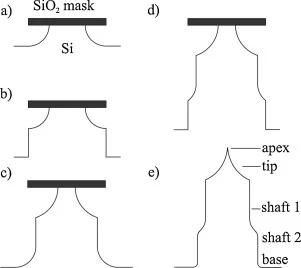 a)
SiO₂ mask
Si
b)
c)
d)
e)
apex
tip
shaft 1
shaft 2
base